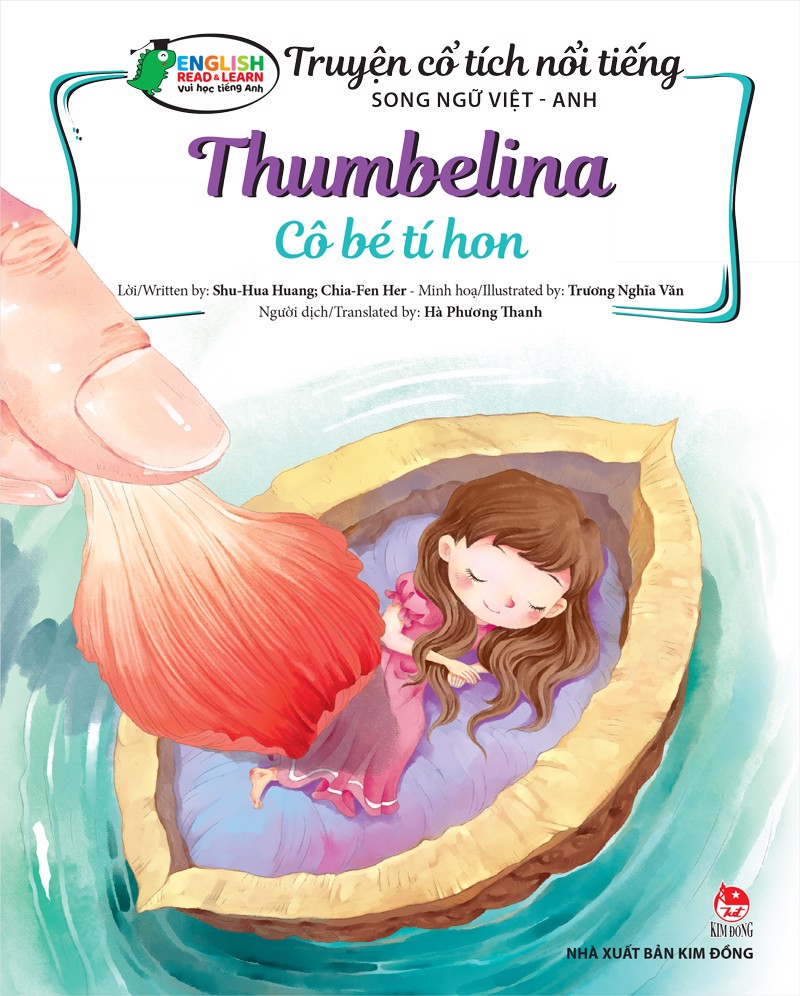 ENGLISH
READ & LEARN
Vui học tiếng Anh
Truyện cổ tích nổi tiếng
SONG NGỮ VIỆT - ANH
Thumbelina
Cô bé tí hon
Lời/Written by: Shu-Hua Huang; Chia-Fen Her - Minh hoạ/Illustrated by: Trương Nghĩa Văn
Người dịch/Translated by: Hà Phương Thanh
KIM ĐỒNG
NHÀ XUẤT BẢN KIM ĐỒNG